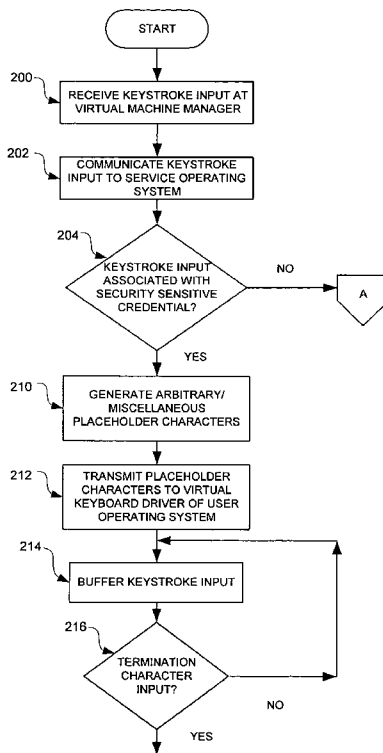 START
200
RECEIVE KEYSTROKE INPUT AT
VIRTUAL MACHINE MANAGER
202
COMMUNICATE KEYSTROKE
INPUT TO SERVICE OPERATING
SYSTEM
204
KEYSTROKE INPUT
ASSOCIATED WITH
SECURITY SENSITIVE
CREDENTIAL?
NO
A
YES
210
GENERATE ARBITRARY/
MISCELLANEOUS
PLACEHOLDER CHARACTERS
212
TRANSMIT PLACEHOLDER
CHARACTERS TO VIRTUAL
KEYBOARD DRIVER OF USER
OPERATING SYSTEM
214
BUFFER KEYSTROKE INPUT
216
TERMINATION
CHARACTER
INPUT?
NO
YES